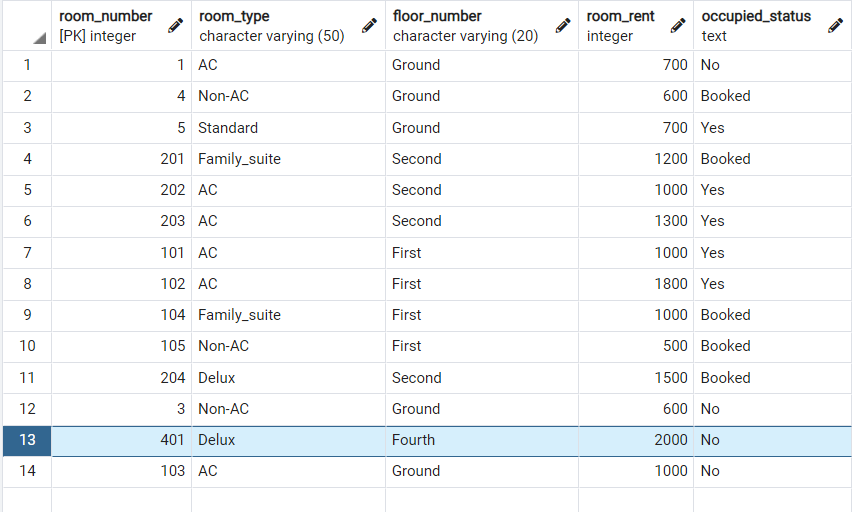 room_number room_type floor_number room_rent occupied_status
[PK] integer character varying (50) character varying (20) integer text
1 1 AC Ground 700 No
2 4 Non-AC Ground 600 Booked
3 5 Standard Ground 700 Yes
4 201 Family_suite Second 1200 Booked
5 202 AC Second 1000 Yes
6 203 AC Second 1300 Yes
7 101 AC First 1000 Yes
8 102 AC First 1800 Yes
9 104 Family_suite First 1000 Booked
10 105 Non-AC First 500 Booked
11 204 Delux Second 1500 Booked
12 3 Non-AC Ground 600 No
13 401 Delux Fourth 2000 No
14 103 AC Ground 1000 No